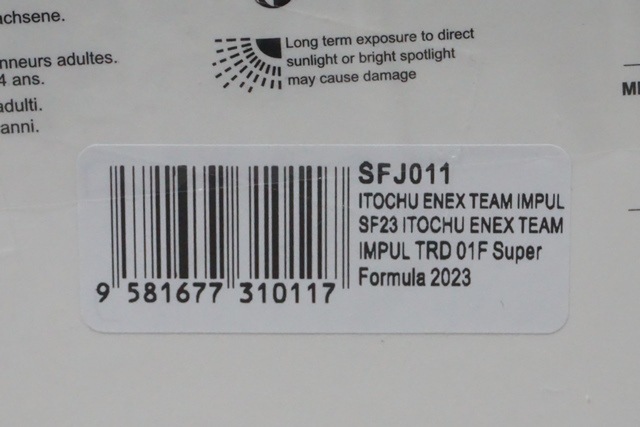 achsene.
nneurs adultes.
4 ans.
adulti.
anni.
Long term exposure to direct
sunlight or bright spotlight
may cause damage
SFJ011
ITOCHU ENEX TEAM IMPUL
SF23 ITOCHU ENEX TEAM
IMPUL TRD 01F Super
Formula 2023
9 581677 310117